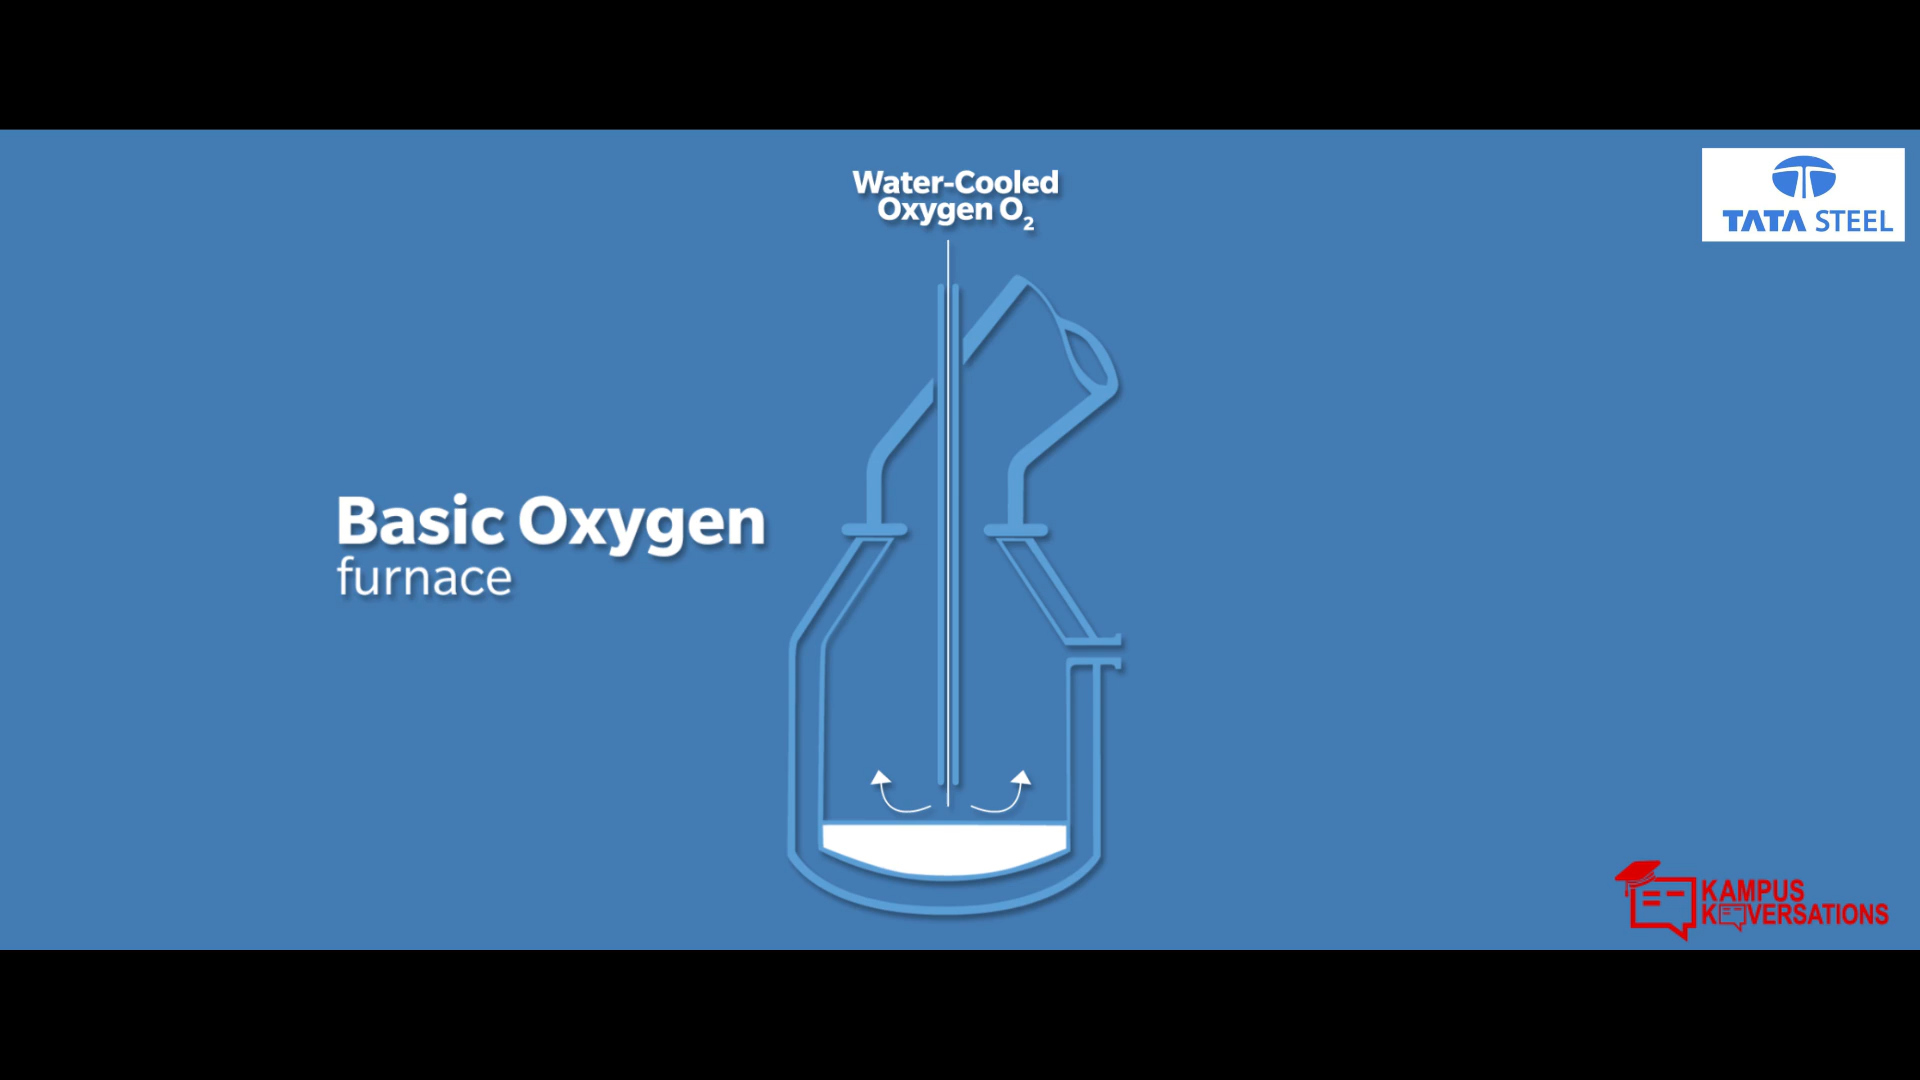 Water-Cooled
Oxygen O₂
TATA STEEL
Basic Oxygen
furnace
KAMPUS
KONVERSATIONS